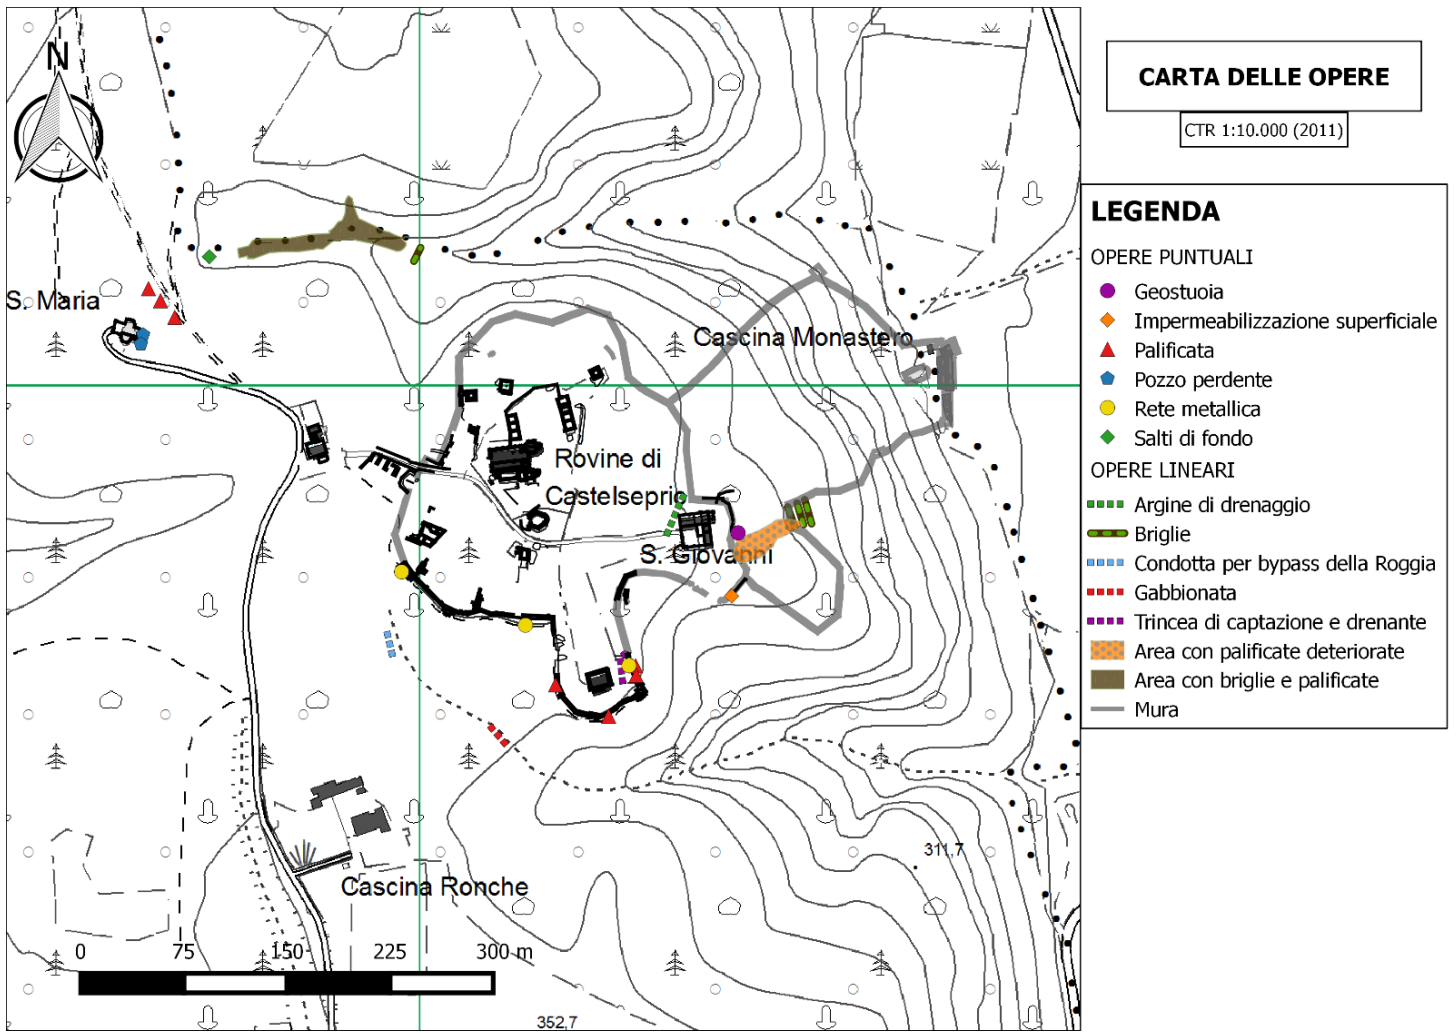 CARTA DELLE OPERE
CTR 1:10.000 (2011)
N
S. Maria
Cascina Monastero
Rovine di
Castelseprio
S. Giovanni
Cascina Ronche
311,7
352,7
0 75 150 225 300 m
LEGENDA
OPERE PUNTUALI
Geostuoia
Impermeabilizzazione superficiale
Palificata
Pozzo perdente
Rete metallica
Salti di fondo
OPERE LINEARI
Argine di drenaggio
Briglie
Condotta per bypass della Roggia
Gabbionata
Trincea di captazione e drenante
Area con palificate deteriorate
Area con briglie e palificate
Mura